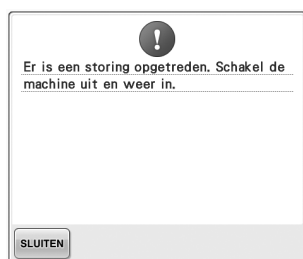 Er is een storing opgetreden. Schakel de
machine uit en weer in.
SLUITEN